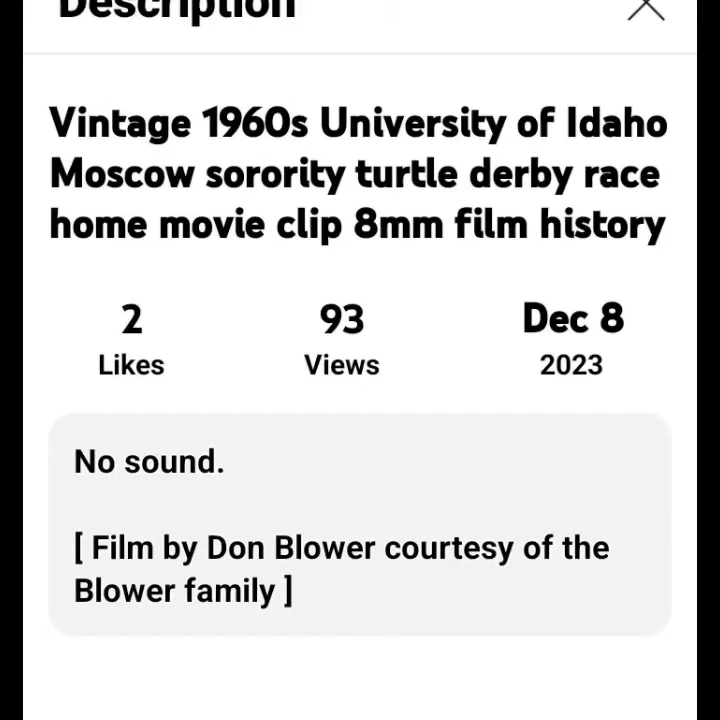 Description
Vintage 1960s University of Idaho
Moscow sorority turtle derby race
home movie clip 8mm film history
2 93 Dec 8
Likes Views 2023
No sound.
[ Film by Don Blower courtesy of the
Blower family ]